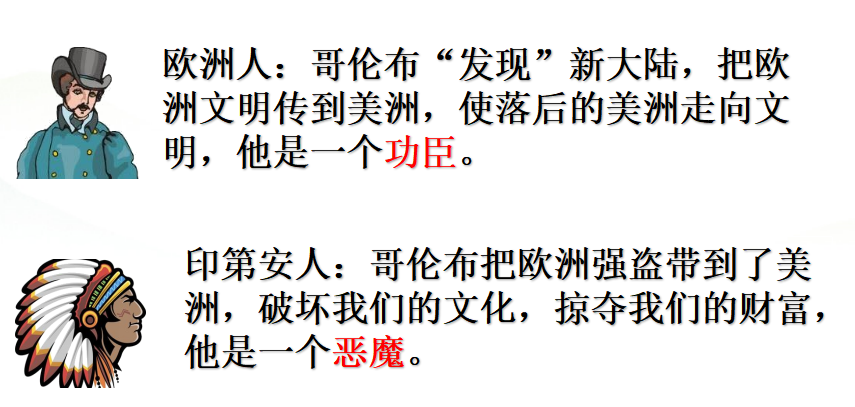 欧洲人：哥伦布“发现”新大陆，把欧
洲文明传到美洲，使落后的美洲走向文
明，他是一个功臣。
印第安人：哥伦布把欧洲强盗带到了美
洲，破坏我们的文化，掠夺我们的财富，
他是一个恶魔。